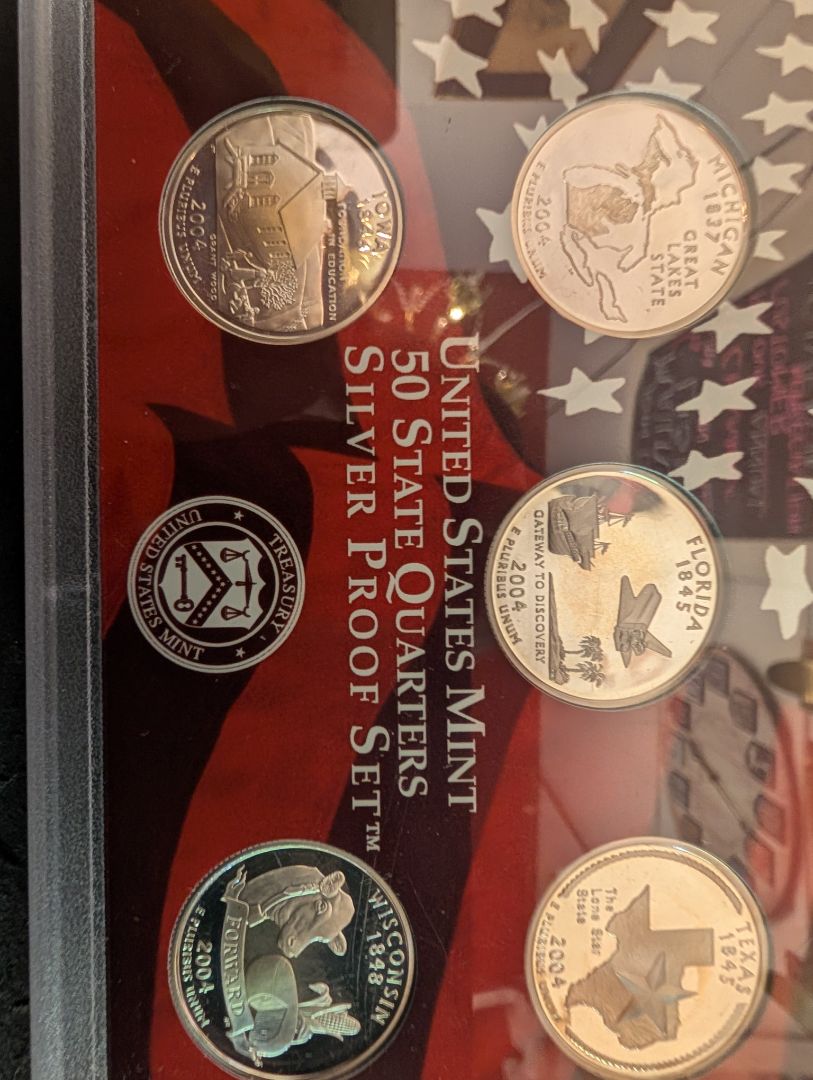 MICHIGAN
1837
GREAT
LAKES
STATE
2004
E PLURIBUS UNUM
FLORIDA
1845
GATEWAY TO DISCOVERY
2004
E PLURIBUS UNUM
TEXAS
1845
The
Lone Star
State
2004
E PLURIBUS
UNITED STATES MINT
50 STATE QUARTERS
SILVER PROOF SET™
IOWA
FOUNDATION
IN EDUCATION
GRANT WOOD
2004
E PLURIBUS UNUM
TREASURY
UNITED STATES MINT
WISCONSIN
1848
FORWARD
2004
E PLURIBUS UNUM